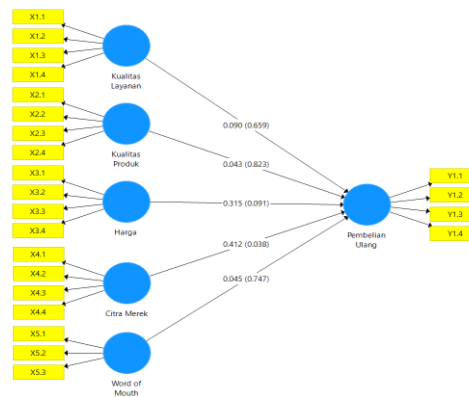 X1.1
X1.2
X1.3
X1.4
Kualitas
Layanan
X2.1
X2.2
X2.3
X2.4
Kualitas
Produk
X3.1
X3.2
X3.3
X3.4
Harga
X4.1
X4.2
X4.3
X4.4
Citra Merek
X5.1
X5.2
X5.3
Word of
Mouth
0.090 (0.659)
0.043 (0.823)
0.315 (0.091)
0.412 (0.038)
0.045 (0.747)
Pembelian
Ulang
Y1.1
Y1.2
Y1.3
Y1.4